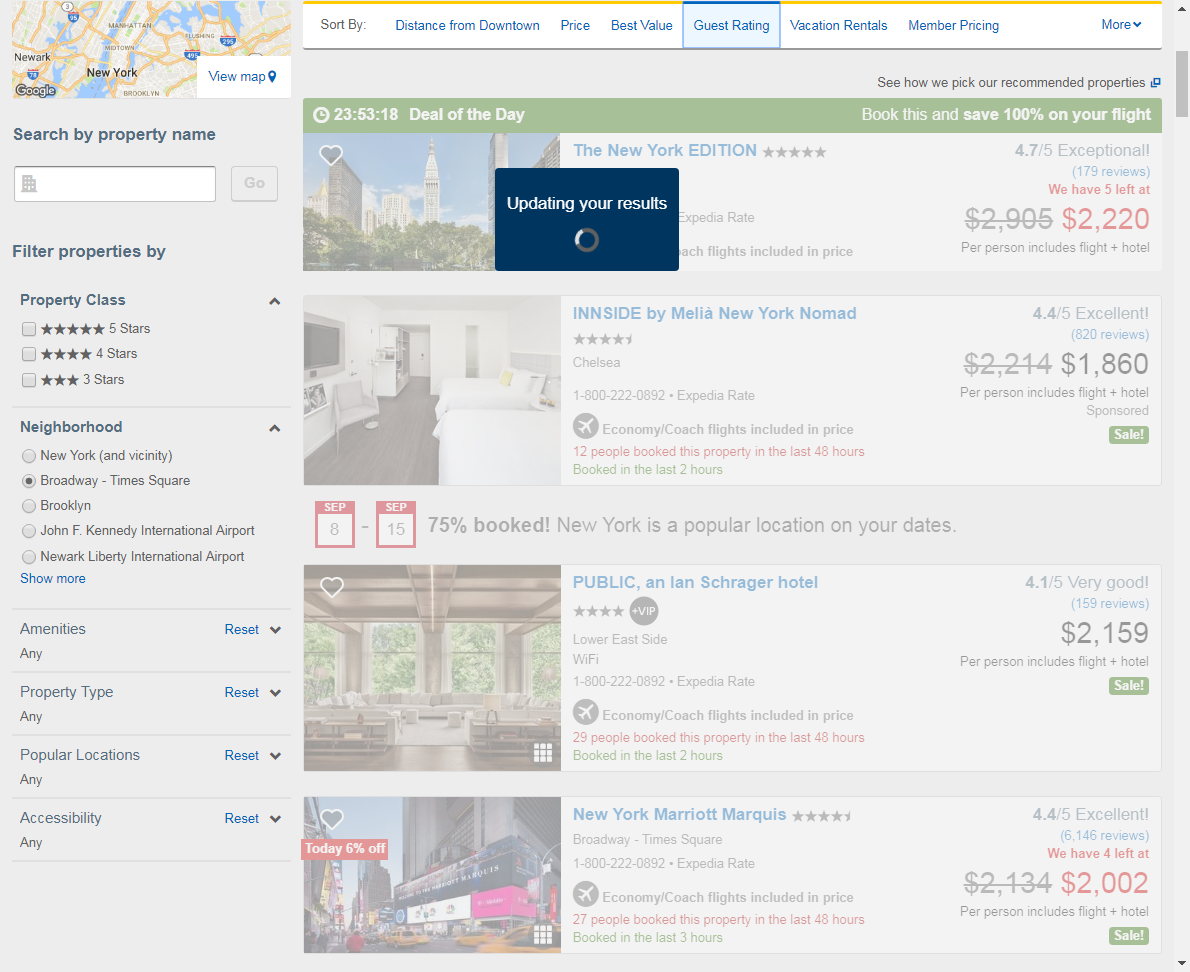 3
86
MANHATTAN
FLUSHING
295
MIDTOWN
Newark
495
78
New York
BROOKLYN
Google
View map
Search by property name
Go
Filter properties by
Property Class
★★★★★ 5 Stars
★★★★ 4 Stars
★★★ 3 Stars
Neighborhood
New York (and vicinity)
Broadway - Times Square
Brooklyn
John F. Kennedy International Airport
Newark Liberty International Airport
Show more
Amenities Reset
Any
Property Type Reset
Any
Popular Locations Reset
Any
Accessibility Reset
Any
Sort By: Distance from Downtown Price Best Value Guest Rating Vacation Rentals Member Pricing More
See how we pick our recommended properties
23:53:18 Deal of the Day Book this and save 100% on your flight
The New York EDITION ★★★★★ 4.7/5 Exceptional!
(179 reviews)
We have 5 left at
$2,905 $2,220
Expedia Rate
Per person includes flight + hotel
flights included in price
Updating your results
INNSIDE by Melià New York Nomad 4.4/5 Excellent!
(820 reviews)
Chelsea
$2,214 $1,860
1-800-222-0892 • Expedia Rate Per person includes flight + hotel
Sponsored
Economy/Coach flights included in price Sale!
12 people booked this property in the last 48 hours
Booked in the last 2 hours
SEP 8 - SEP 15 75% booked! New York is a popular location on your dates.
PUBLIC, an Ian Schrager hotel 4.1/5 Very good!
★★★★ +VIP (159 reviews)
Lower East Side $2,159
WiFi Per person includes flight + hotel
1-800-222-0892 • Expedia Rate Sale!
Economy/Coach flights included in price
29 people booked this property in the last 48 hours
Booked in the last 2 hours
New York Marriott Marquis 4.4/5 Excellent!
Broadway - Times Square (6,146 reviews)
Today 6% off
We have 4 left at
1-800-222-0892 • Expedia Rate
$2,134 $2,002
MARRIOTT MARQUIS
Economy/Coach flights included in price
Per person includes flight + hotel
27 people booked this property in the last 48 hours
Booked in the last 3 hours Sale!